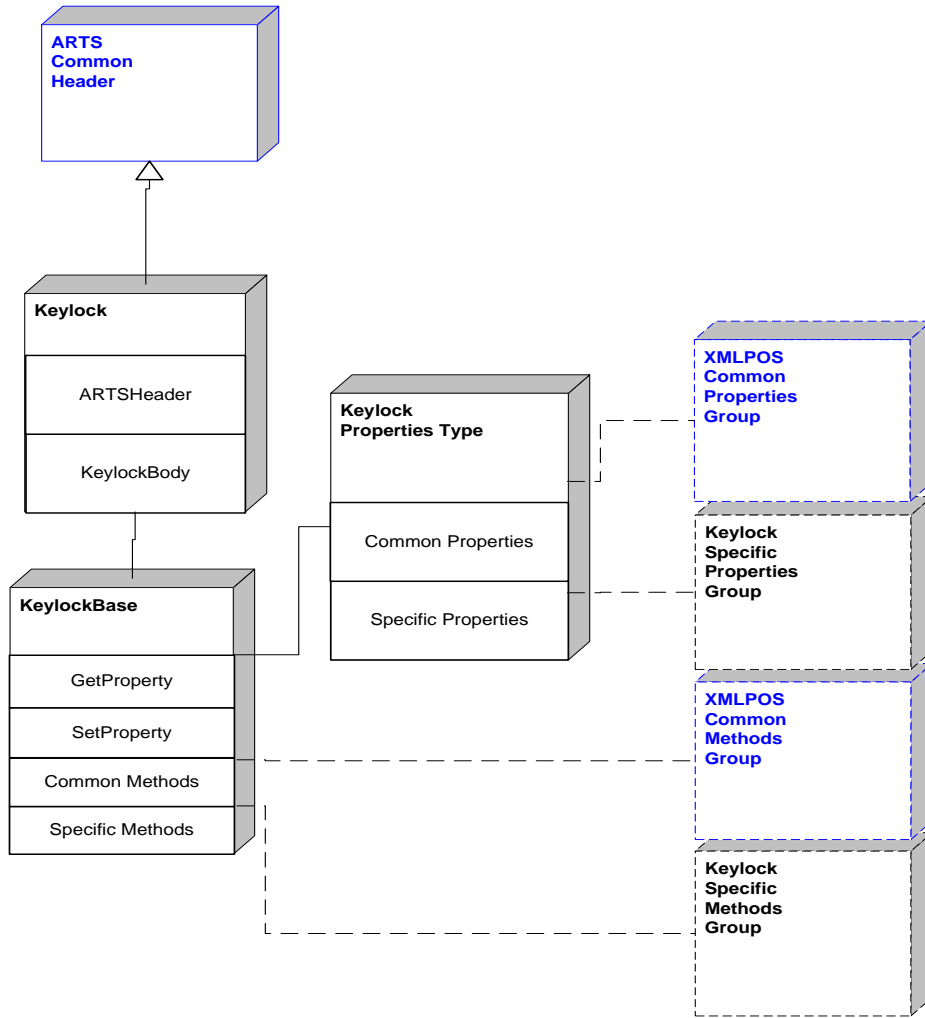 ARTS
Common
Header
Keylock
ARTSHeader
KeylockBody
KeylockBase
GetProperty
SetProperty
Common Methods
Specific Methods
Keylock
Properties Type
Common Properties
Specific Properties
XMLPOS
Common
Properties
Group
Keylock
Specific
Properties
Group
XMLPOS
Common
Methods
Group
Keylock
Specific
Methods
Group